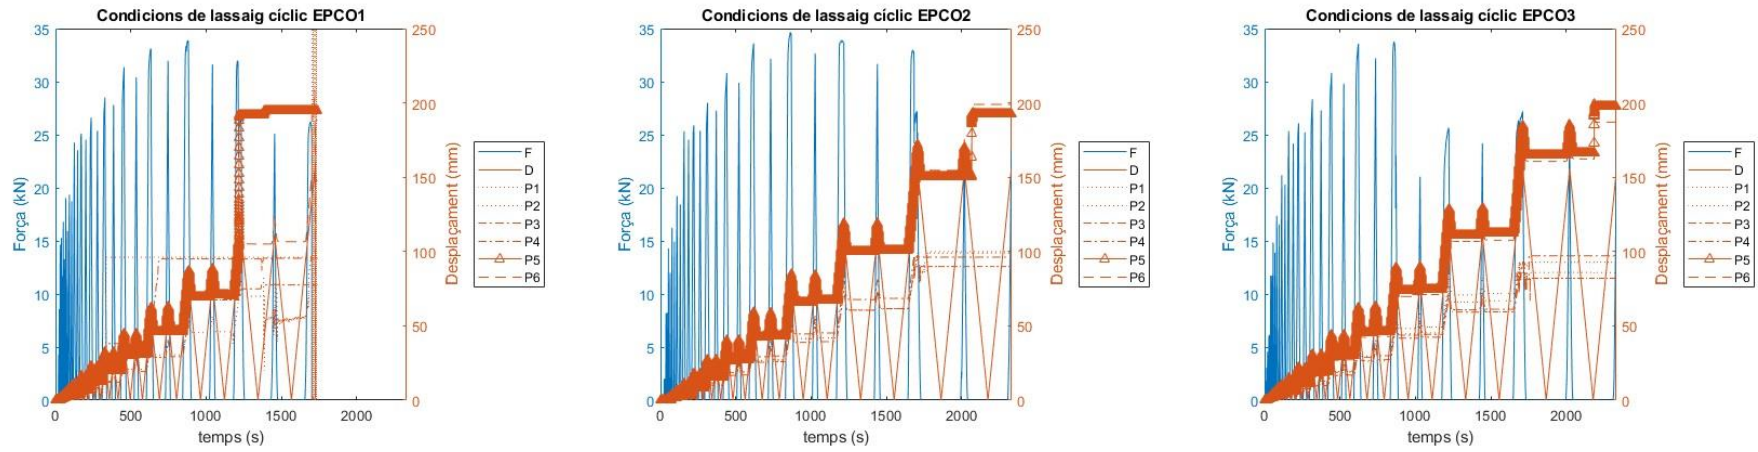 Condicions de lassaig cíclic EPCO1
35
30
25
20
15
10
5
0
Força (kN)
250
200
150
100
50
0
Desplaçament (mm)
0 500 1000 1500 2000
temps (s)
F
D
P1
P2
P3
P4
P5
P6
Condicions de lassaig cíclic EPCO2
35
30
25
20
15
10
5
0
Força (kN)
250
200
150
100
50
0
Desplaçament (mm)
0 500 1000 1500 2000
temps (s)
F
D
P1
P2
P3
P4
P5
P6
Condicions de lassaig cíclic EPCO3
35
30
25
20
15
10
5
0
Força (kN)
250
200
150
100
50
0
Desplaçament (mm)
0 500 1000 1500 2000
temps (s)
F
D
P1
P2
P3
P4
P5
P6